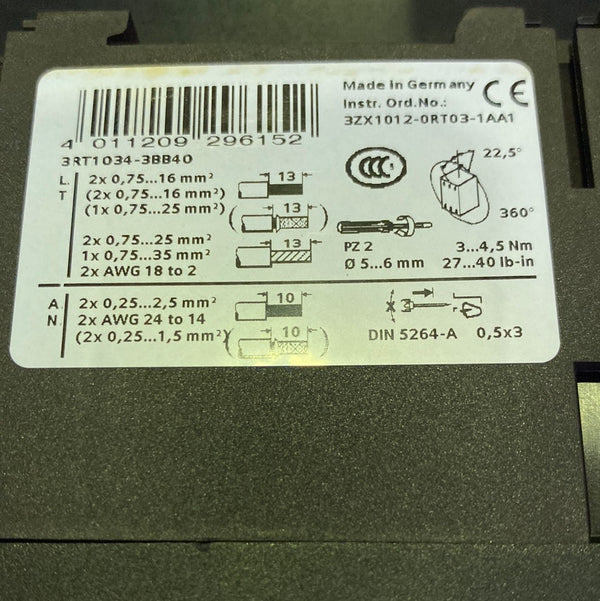 Made in Germany
Instr. Ord.No.:
3ZX1012-0RT03-1AA1
CE
4 011209 296152
3RT1034-3BB40
CCC
22,5°
360°
L
T
2x 0,75...16 mm²
(2x 0,75...16 mm²)
(1x 0,75...25 mm²)
13
13
2x 0,75...25 mm²
1x 0,75...35 mm²
2x AWG 18 to 2
13
PZ 2
Ø 5...6 mm
3...4,5 Nm
27...40 lb-in
A
N
2x 0,25...2,5 mm²
2x AWG 24 to 14
(2x 0,25...1,5 mm²)
10
10
DIN 5264-A
0,5x3